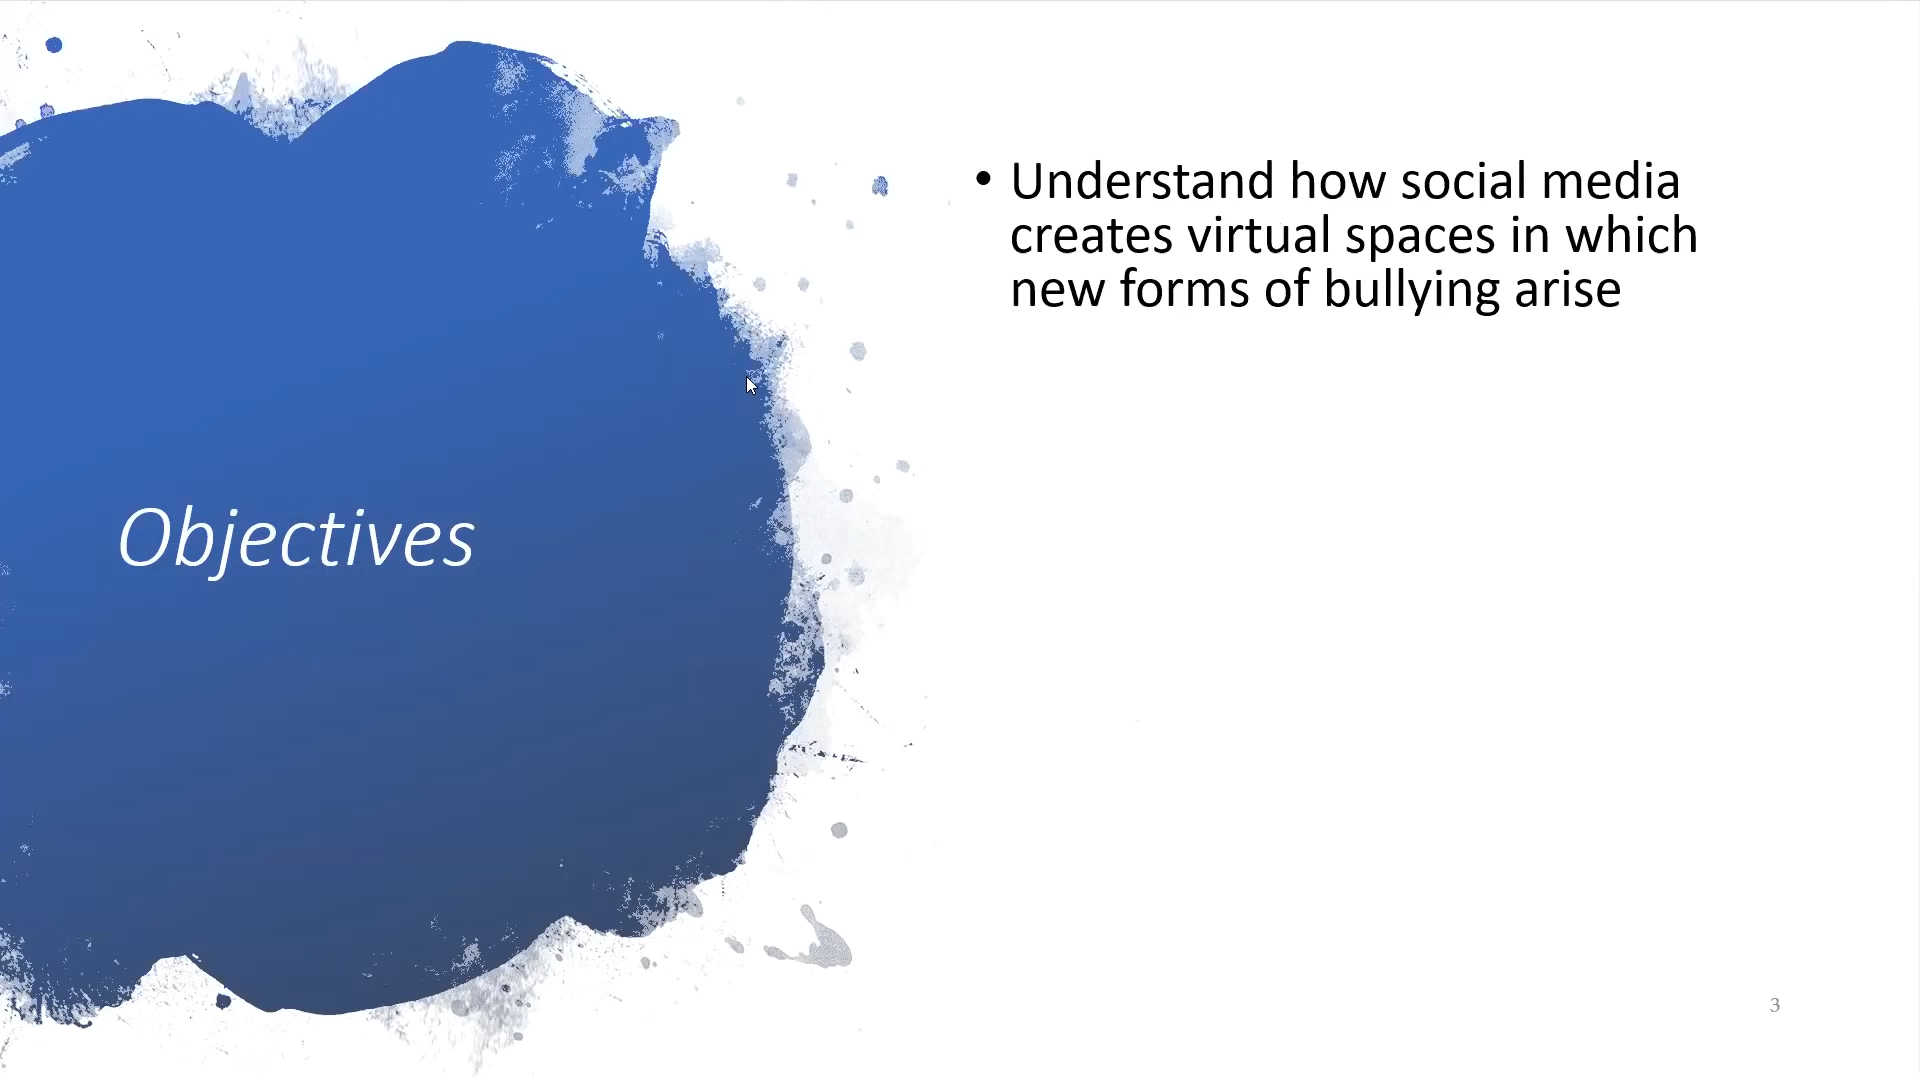 Objectives
• Understand how social media
creates virtual spaces in which
new forms of bullying arise
3